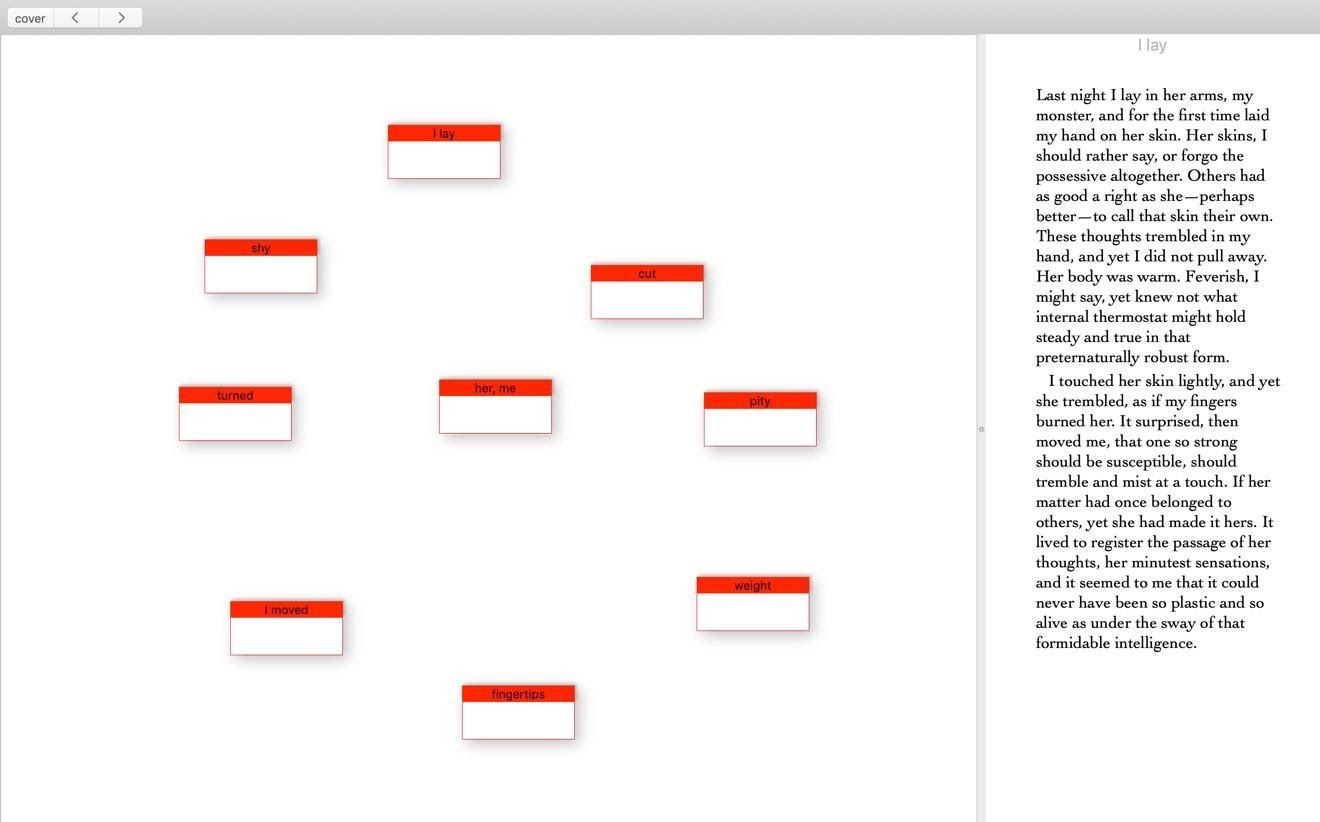 cover
I lay
shy
cut
turned
her, me
pity
I moved
weight
fingertips
I lay
Last night I lay in her arms, my
monster, and for the first time laid
my hand on her skin. Her skins, I
should rather say, or forgo the
possessive altogether. Others had
as good a right as she—perhaps
better—to call that skin their own.
These thoughts trembled in my
hand, and yet I did not pull away.
Her body was warm. Feverish, I
might say, yet knew not what
internal thermostat might hold
steady and true in that
preternaturally robust form.
I touched her skin lightly, and yet
she trembled, as if my fingers
burned her. It surprised, then
moved me, that one so strong
should be susceptible, should
tremble and mist at a touch. If her
matter had once belonged to
others, yet she had made it hers. It
lived to register the passage of her
thoughts, her minutest sensations,
and it seemed to me that it could
never have been so plastic and so
alive as under the sway of that
formidable intelligence.